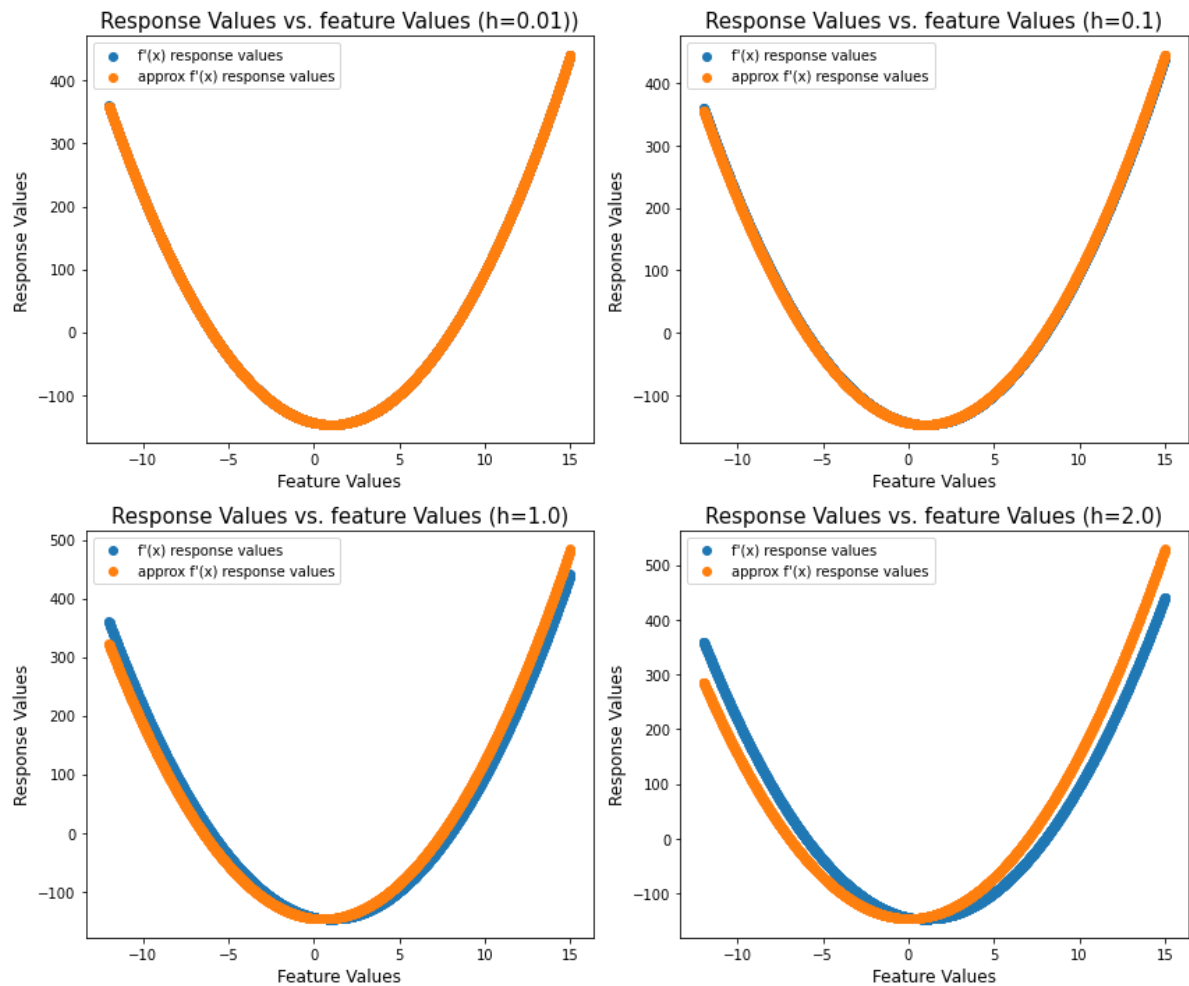 Response Values vs. feature Values (h=0.01))
f'(x) response values
approx f'(x) response values
400
300
200
100
0
−100
Response Values
−10
−5
0
5
10
15
Feature Values
Response Values vs. feature Values (h=0.1)
f'(x) response values
approx f'(x) response values
400
300
200
100
0
−100
Response Values
−10
−5
0
5
10
15
Feature Values
Response Values vs. feature Values (h=1.0)
f'(x) response values
approx f'(x) response values
500
400
300
200
100
0
−100
Response Values
−10
−5
0
5
10
15
Feature Values
Response Values vs. feature Values (h=2.0)
f'(x) response values
approx f'(x) response values
500
400
300
200
100
0
−100
Response Values
−10
−5
0
5
10
15
Feature Values